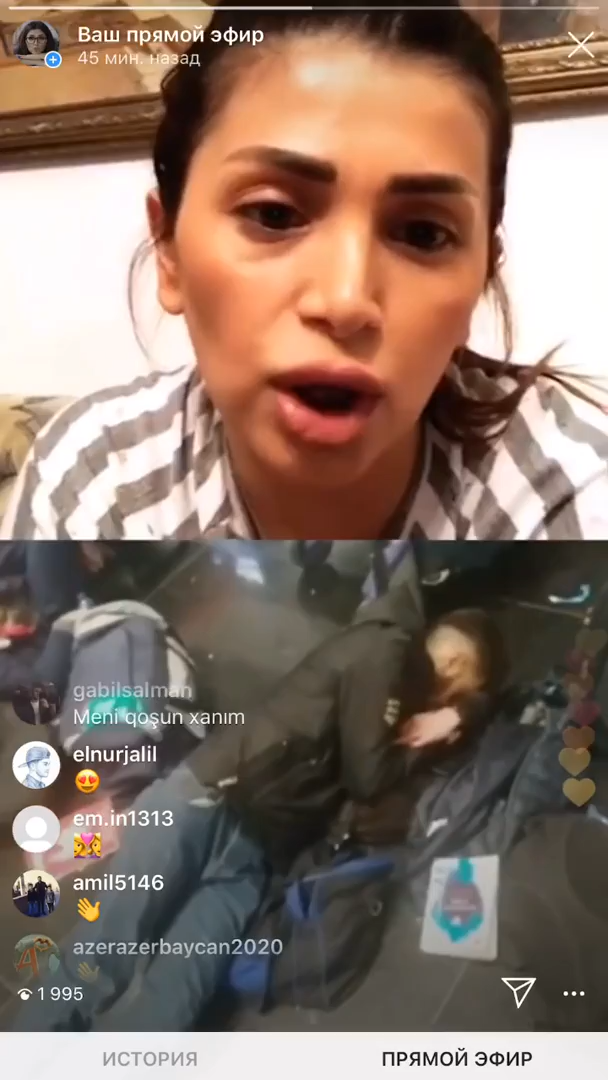 Ваш прямой эфир
45 мин. назад
gabilsalman
Meni qoşun xanım
elnurjalil
em.in1313
amil5146
azerazerbaycan2020
1 995
ИСТОРИЯ
ПРЯМОЙ ЭФИР